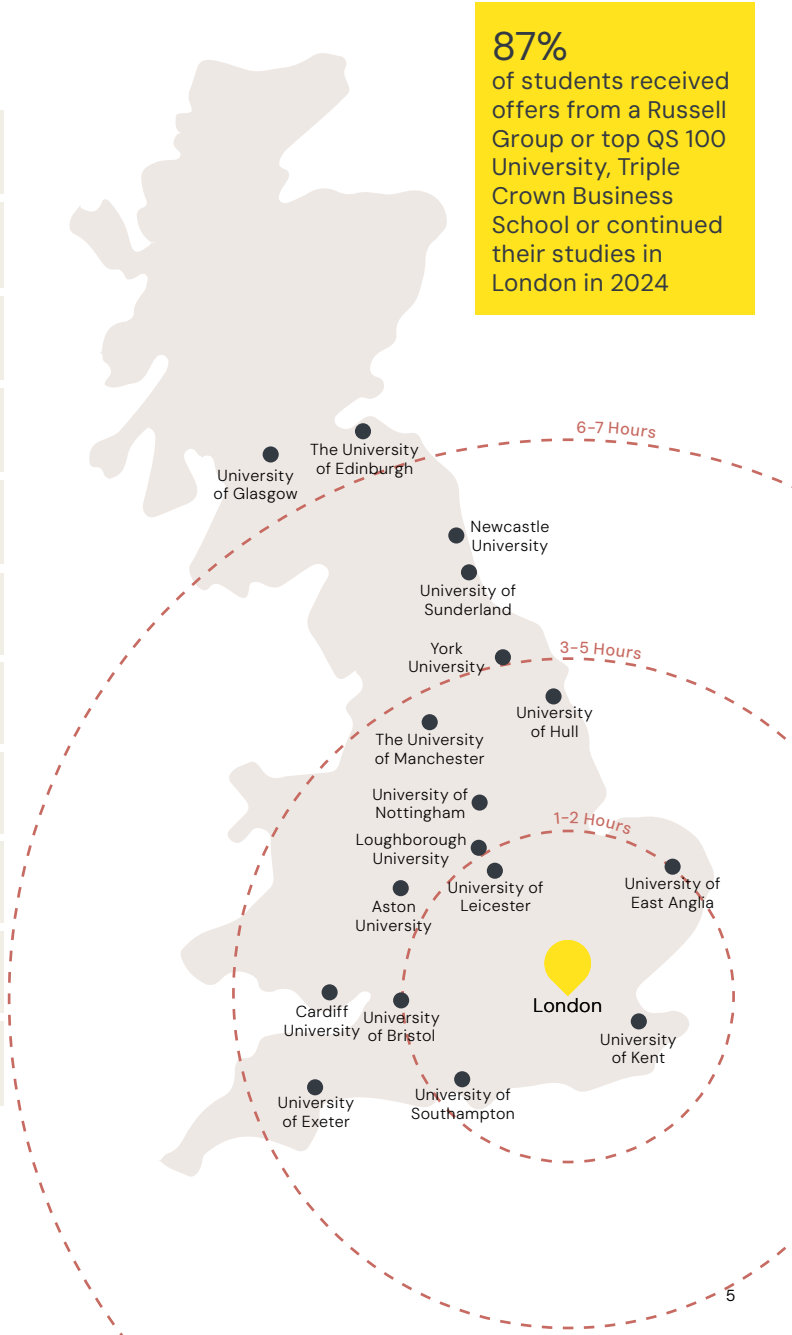 87%
of students received
offers from a Russell
Group or top QS 100
University, Triple
Crown Business
School or continued
their studies in
London in 2024
6-7 Hours
The University
of Edinburgh
University
of Glasgow
Newcastle
University
University of
Sunderland
York
University
3-5 Hours
University
of Hull
The University
of Manchester
University of
Nottingham
1-2 Hours
Loughborough
University
University of
Leicester
University of
East Anglia
Aston
University
London
Cardiff
University
University
of Bristol
University
of Kent
University
of Exeter
University of
Southampton
5